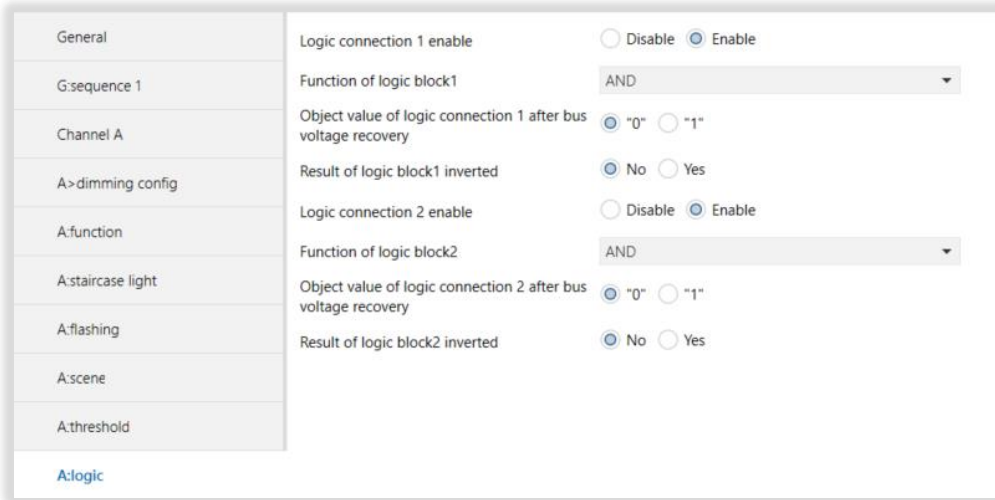 General
G:sequence 1
Channel A
A>dimming config
A:function
A:staircase light
A:flashing
A:scene
A:threshold
A:logic
Logic connection 1 enable Disable Enable
Function of logic block1 AND
Object value of logic connection 1 after bus
voltage recovery "0" "1"
Result of logic block1 inverted No Yes
Logic connection 2 enable Disable Enable
Function of logic block2 AND
Object value of logic connection 2 after bus
voltage recovery "0" "1"
Result of logic block2 inverted No Yes